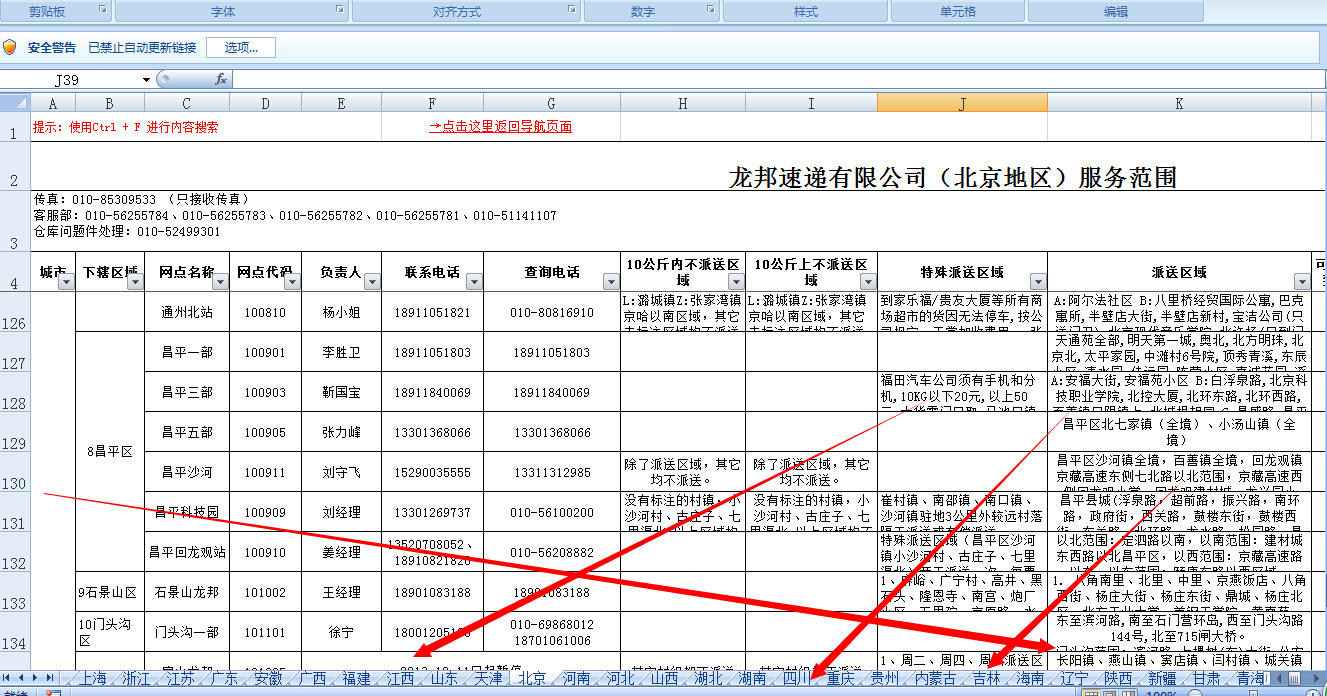 剪贴板 字体 对齐方式 数字 样式 单元格 编辑
安全警告 已禁止自动更新链接 选项...
J39 fx
A B C D E F G H I J K
1 提示: 使用Ctrl + F 进行内容搜索 →点击这里返回导航页面
2 龙邦速递有限公司（北京地区）服务范围
传真: 010-85309533 （只接收传真）
客服部: 010-56255784、010-56255783、010-56255782、010-56255781、010-51141107
3 仓库问题件处理: 010-52499301
4 城市 下辖区域 网点名称 网点代码 负责人 联系电话 查询电话 10公斤内不派送区域 10公斤上不派送区域 特殊派送区域 派送区域
126 通州北站 100810 杨小姐 18911051821 010-80816910
L:潞城镇Z:张家湾镇
京哈以南区域,其它
L:潞城镇Z:张家湾镇
京哈以南区域,其它
到家乐福/贵友大厦等所有商
场超市的货因无法停车,按公
A:阿尔法社区 B:八里桥经贸国际公寓,巴克
寓所,半壁店大街,半壁店新村,宝洁公司(只
127 昌平一部 100901 李胜卫 18911051803 18911051803
天通苑全部,明天第一城,奥北,北方明珠,北
京北,太平家园,中滩村6号院,顶秀青溪,东辰
128 昌平三部 100903 靳国宝 18911840069 18911840069
福田汽车公司须有手机和分
机,10KG以下20元,以上50
A:安福大街,安福苑小区 B:白浮泉路,北京科
技职业学院,北控大厦,北环东路,北环西路,
129 昌平五部 100905 张力峰 13301368066 13301368066
昌平区北七家镇（全境）、小汤山镇（全
境）
8昌平区
130 昌平沙河 100911 刘守飞 15290035555 13311312985
除了派送区域,其它
均不派送。
除了派送区域,其它
均不派送。
昌平区沙河镇全境,百善镇全境,回龙观镇
京藏高速东侧七北路以北范围,京藏高速西
131 昌平科技园 100909 刘经理 13301269737 010-56100200
没有标注的村镇,小
沙河村、古庄子、七
没有标注的村镇,小
沙河村、古庄子、七
崔村镇、南邵镇、南口镇、
沙河镇驻地3公里外较远村落
昌平县城(浮泉路,超前路,振兴路,南环
路,政府街,西关路,鼓楼东街,鼓楼西
132 昌平回龙观站 100910 姜经理 13520708052、
18910821820 010-56208882
特殊派送区域（昌平区沙河
镇小沙河村、古庄子、七里
以北范围:定泗路以南,以南范围:建材城
东西路以北昌平区,以西范围:京藏高速路
133 9石景山区 石景山龙邦 101002 王经理 18901083188 18901083188
1、麻峪、广宁村、高井、黑
石头、隆恩寺、南宫、炮厂
1. 八角南里、北里、中里、京燕饭店、八角
西街、杨庄大街、杨庄东街、鼎城、杨庄北
134 10门头沟
区 门头沟一部 101101 徐宁 010-69868012
18701061006
东至滨河路,南至石门营环岛,西至门头沟路
144号,北至715闸大桥。
1、周二、周四、周 派送区
长阳镇、燕山镇、窦店镇、闫村镇、城关镇
上海 浙江 江苏 广东 安徽 广西 福建 江西 山东 天津 北京 河南 河北 山西 湖北 湖南 四川 重庆 贵州 内蒙古 吉林 海南 辽宁 陕西 新疆 甘肃 青海
就绪 100%